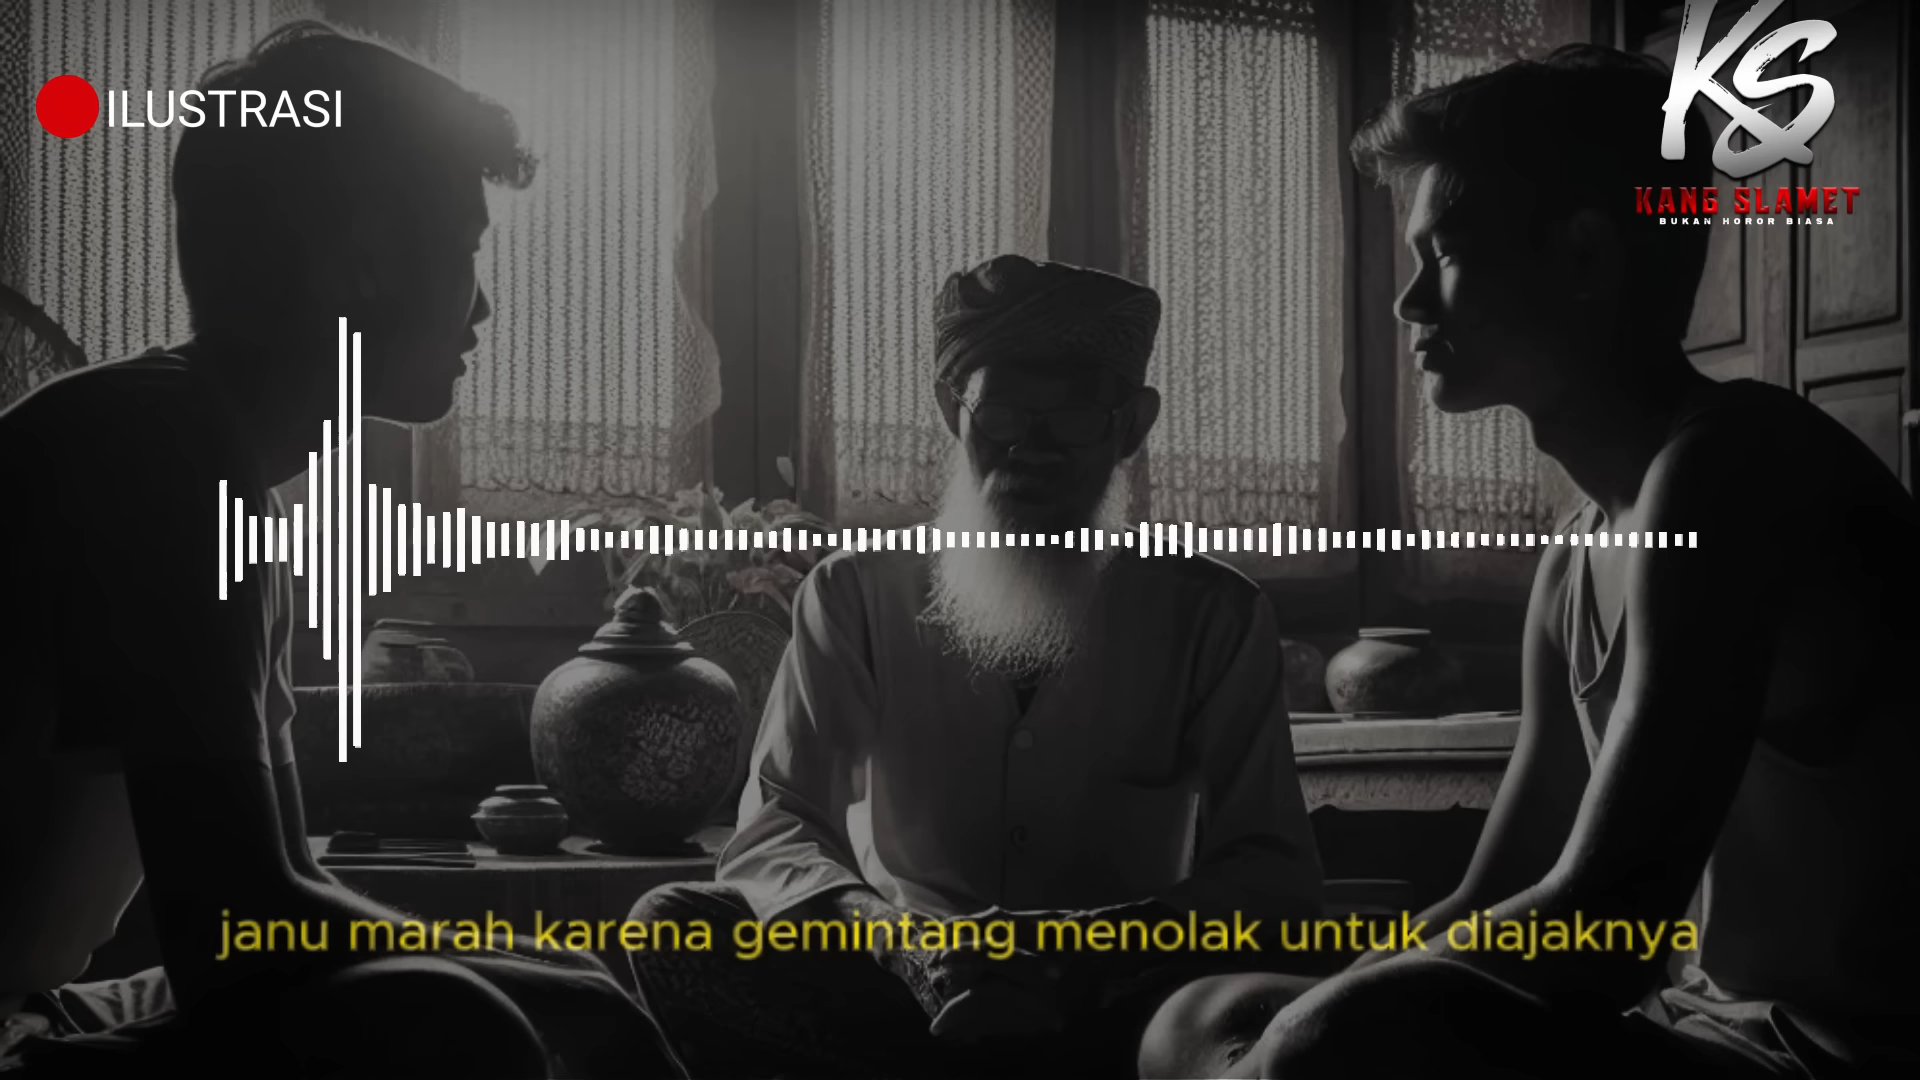 ILUSTRASI
KS
KANG SLAMET
BUKAN HOROR BIASA
janu marah karena gemintang menolak untuk diajaknya